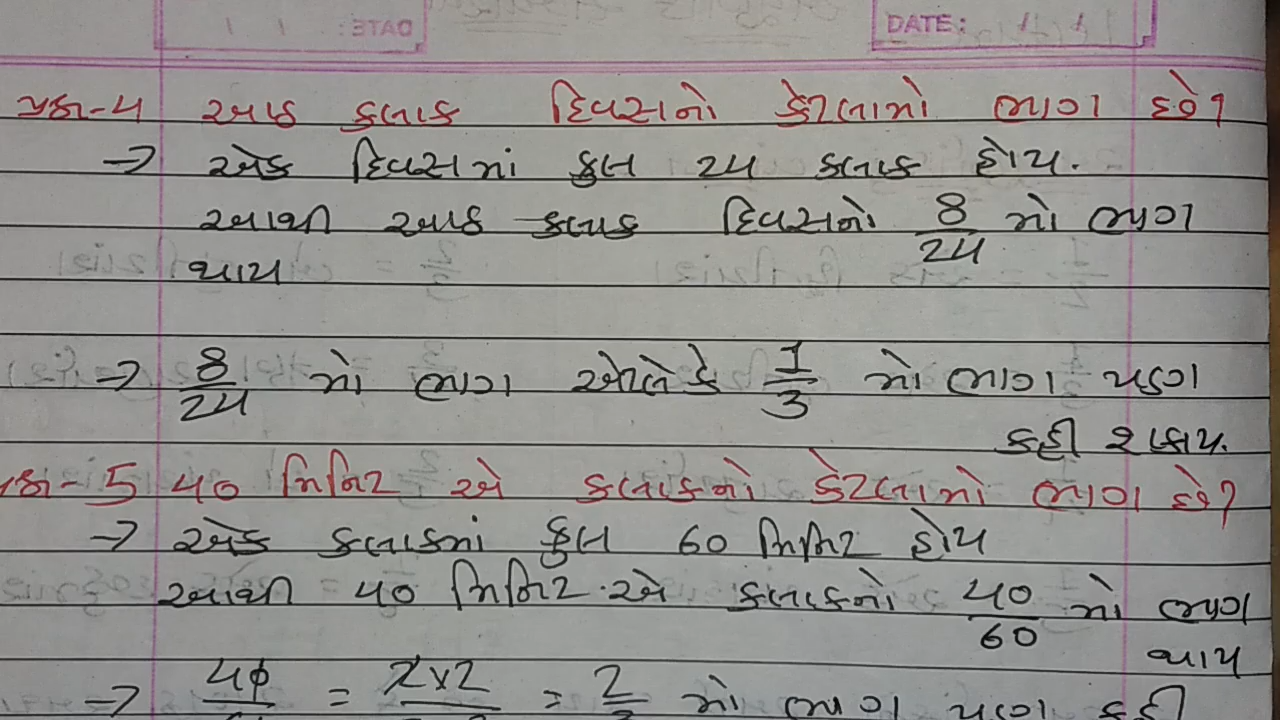 DATE:
પ્રશ્ન-4 આઠ કલાક દિવસનો કેટલામો ભાગ છે?
→ એક દિવસમાં કુલ 24 કલાક હોય.
આથી આઠ કલાક દિવસનો 8/24 મો ભાગ
થાય
→ 8/24 મો ભાગ એટલે કે 1/3 મો ભાગ પણ
કહી શકાય.
પ્રશ્ન-5 40 મિનિટ એ કલાકનો કેટલામો ભાગ છે?
→ એક કલાકમાં કુલ 60 મિનિટ હોય
આથી 40 મિનિટ એ કલાકનો 40/60 મો ભાગ
થાય
→ 40 = 2×2 = 2 મો ભાગ પણ કહી